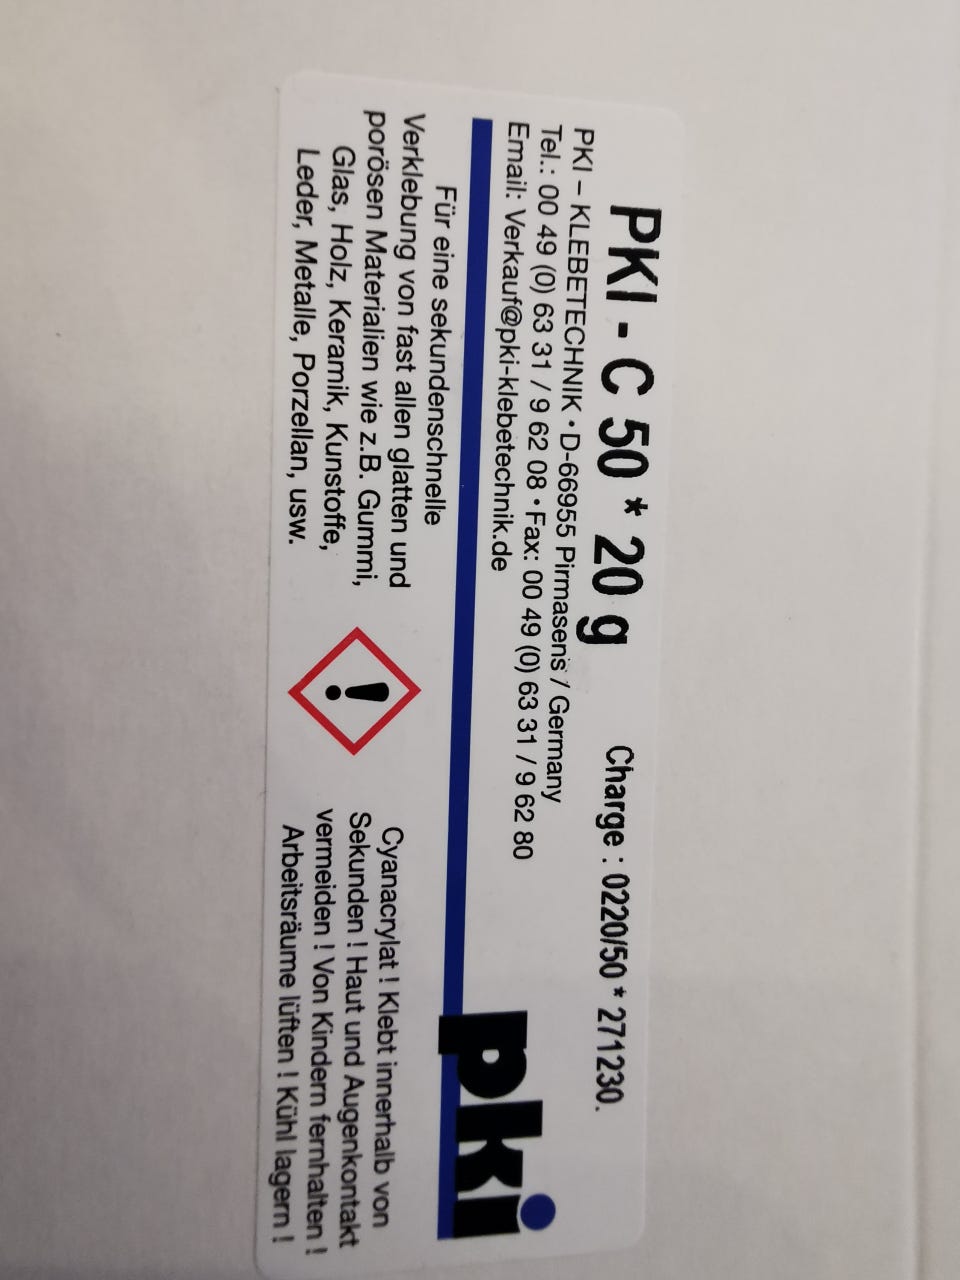 PKI - C 50 * 20 g Charge : 0220/50 * 271230.
PKI – KLEBETECHNIK • D-66955 Pirmasens / Germany
Tel.: 00 49 (0) 63 31 / 9 62 08 • Fax: 00 49 (0) 63 31 / 9 62 80
Email: Verkauf@pki-klebetechnik.de
pki
Für eine sekundenschnelle
Verklebung von fast allen glatten und
porösen Materialien wie z.B. Gummi,
Glas, Holz, Keramik, Kunstoffe,
Leder, Metalle, Porzellan, usw.
Cyanacrylat ! Klebt innerhalb von
Sekunden ! Haut und Augenkontakt
vermeiden ! Von Kindern fernhalten !
Arbeitsräume lüften ! Kühl lagern !